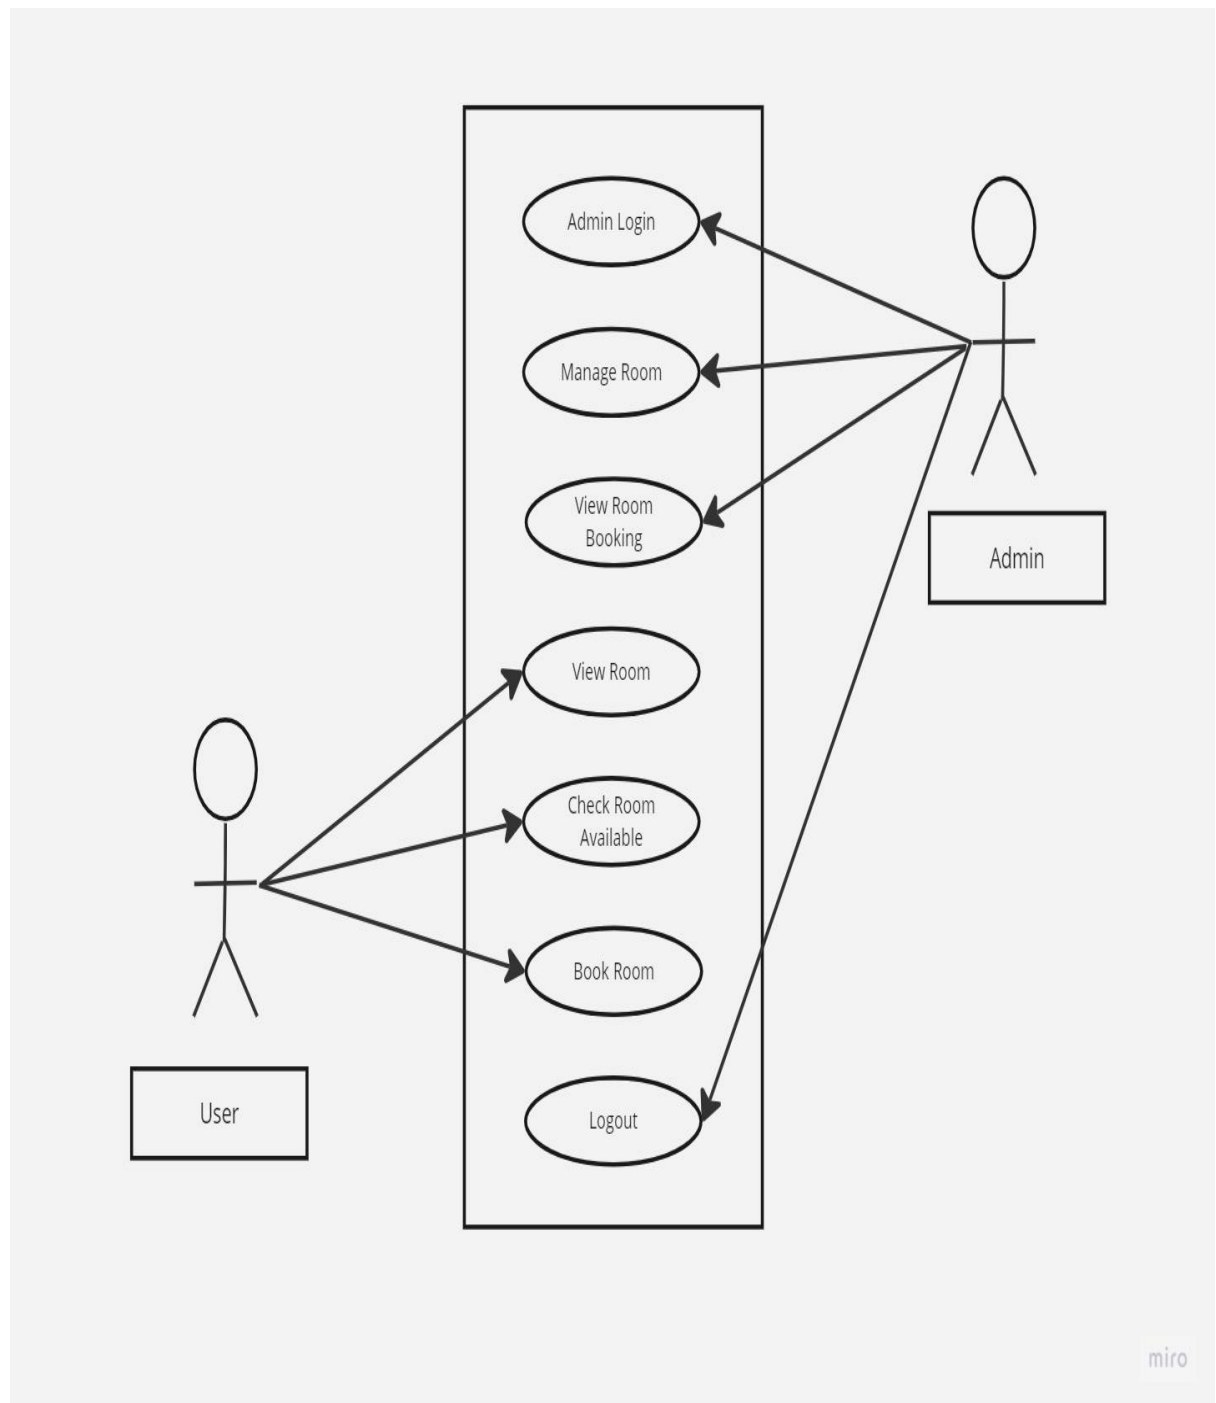 Admin Login
Manage Room
View Room
Booking
Admin
View Room
Check Room
Available
Book Room
User
Logout
miro